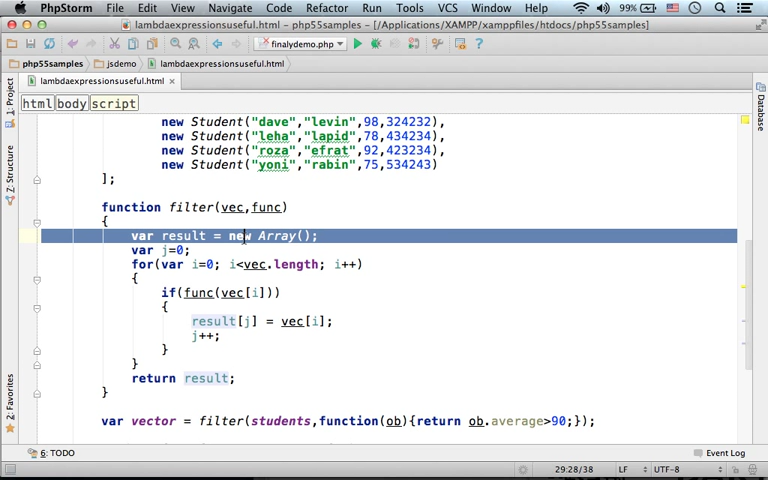 PhpStorm File Edit View Navigate Code Refactor Run Tools VCS Window 99%
lambdaexpressionsuseful.html - php55samples - [/Applications/XAMPP/xamppfiles/htdocs/php55samples]
finalydemo.php
php55samples jsdemo lambdaexpressionsuseful.html
lambdaexpressionsuseful.html
html body script
1: Project
Z: Structure
2: Favorites
Database
new Student("dave","levin",98,324232),
new Student("leha","lapid",78,434234),
new Student("roza","efrat",92,423234),
new Student("yoni","rabin",75,534243)
];
function filter(vec,func)
{
var result = new Array();
var j=0;
for(var i=0; i<vec.length; i++)
{
if(func(vec[i]))
{
result[j] = vec[i];
j++;
}
}
return result;
}
var vector = filter(students,function(ob){return ob.average>90;});
6: TODO Event Log
29:28/38 LF UTF-8